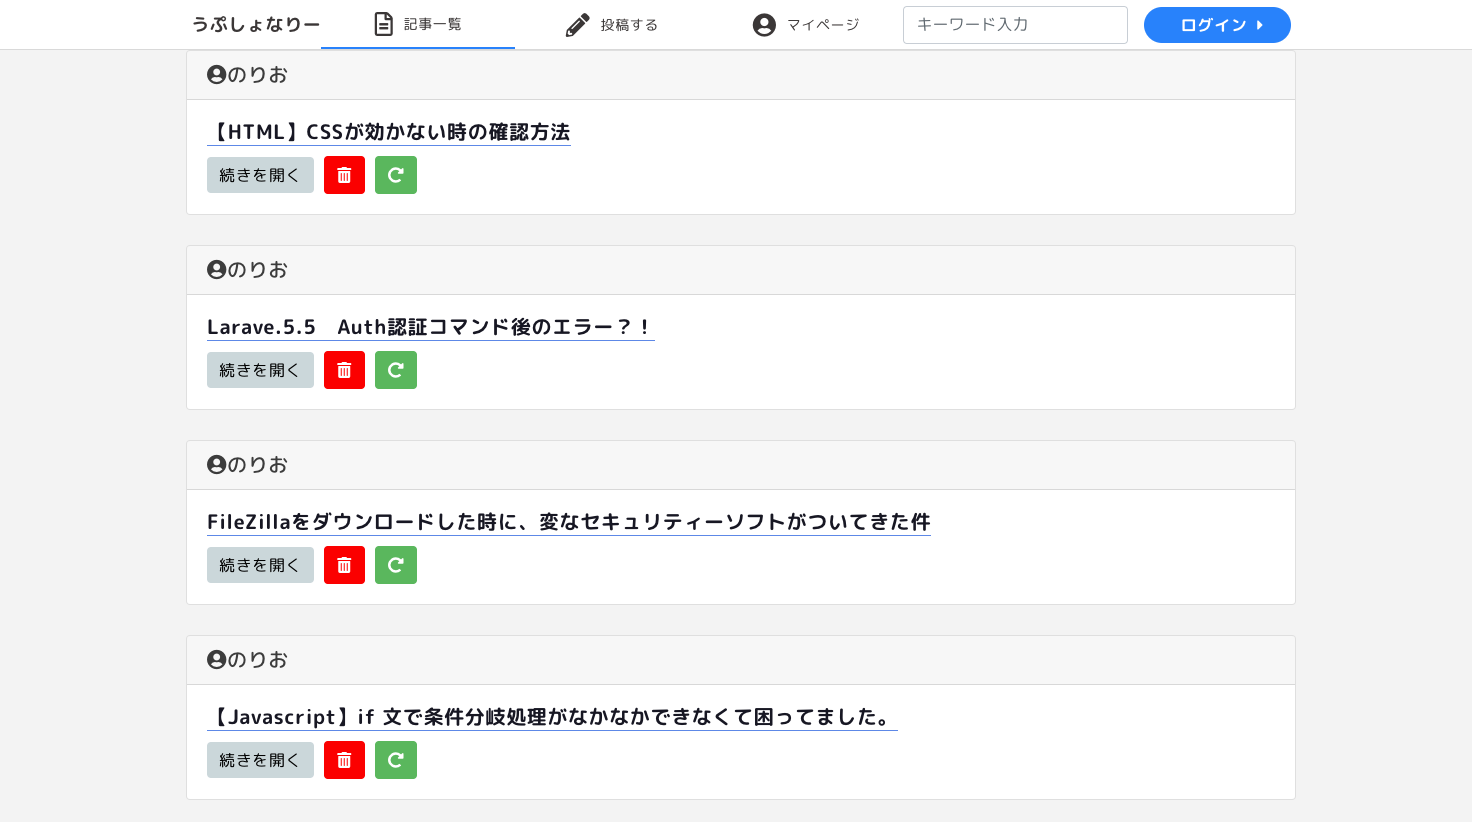 うぷしょなりー 記事一覧 投稿する マイページ キーワード入力 ログイン
のりお
【HTML】CSSが効かない時の確認方法
続きを開く
のりお
Larave.5.5　Auth認証コマンド後のエラー？！
続きを開く
のりお
FileZillaをダウンロードした時に、変なセキュリティーソフトがついてきた件
続きを開く
のりお
【Javascript】if 文で条件分岐処理がなかなかできなくて困ってました。
続きを開く